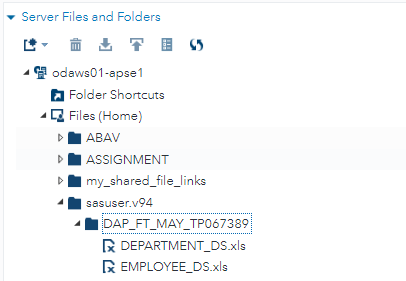 Server Files and Folders
odaws01-apse1
Folder Shortcuts
Files (Home)
ABAV
ASSIGNMENT
my_shared_file_links
sasuser.v94
DAP_FT_MAY_TP067389
DEPARTMENT_DS.xls
EMPLOYEE_DS.xls